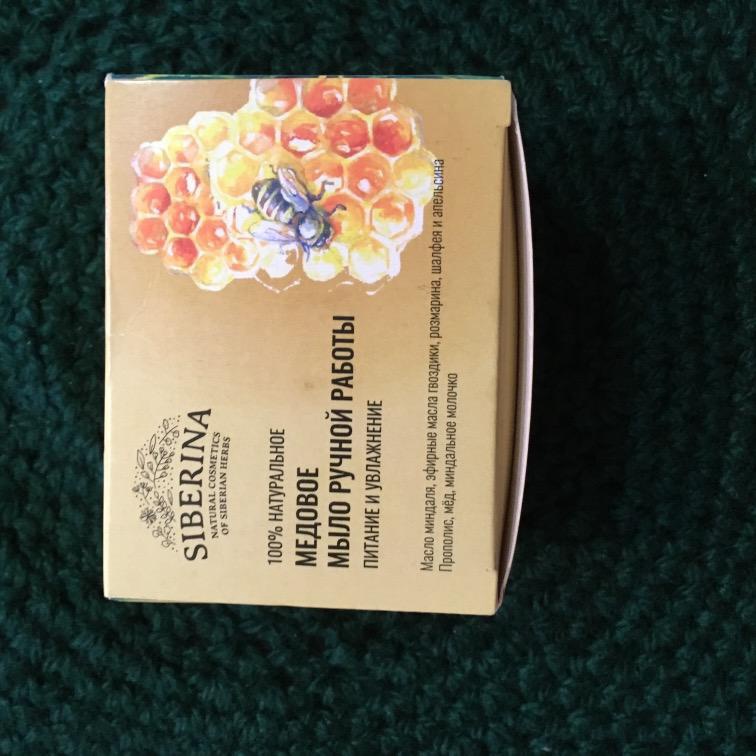 SIBERINA
NATURAL COSMETICS
OF SIBERIAN HERBS
100% НАТУРАЛЬНОЕ
МЕДОВОЕ
МЫЛО РУЧНОЙ РАБОТЫ
ПИТАНИЕ И УВЛАЖНЕНИЕ
Масло миндаля, эфирные масла гвоздики, розмарина, шалфея и апельсина
Прополис, мёд, миндальное молочко